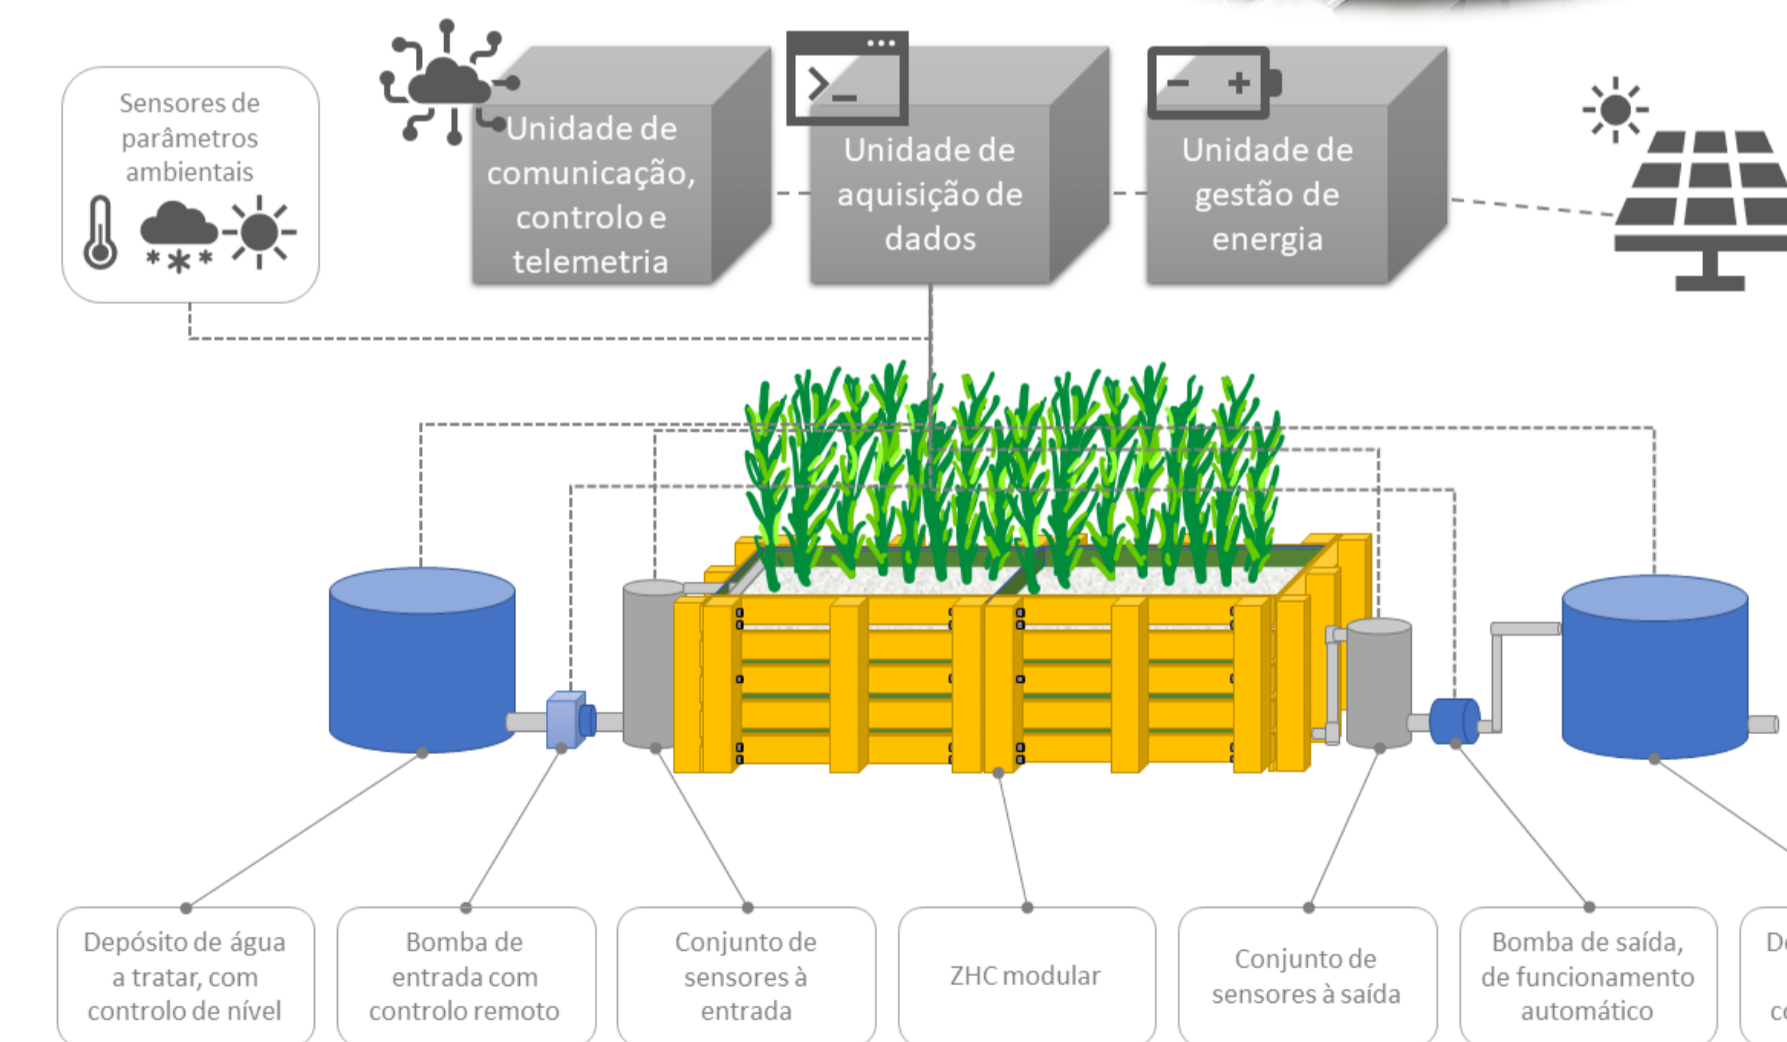 Sensores de
parâmetros
ambientais
Unidade de
comunicação,
controlo e
telemetria
Unidade de
aquisição de
dados
Unidade de
gestão de
energia
Depósito de água
a tratar, com
controlo de nível
Bomba de
entrada com
controlo remoto
Conjunto de
sensores à
entrada
ZHC modular
Conjunto de
sensores à saída
Bomba de saída,
de funcionamento
automático